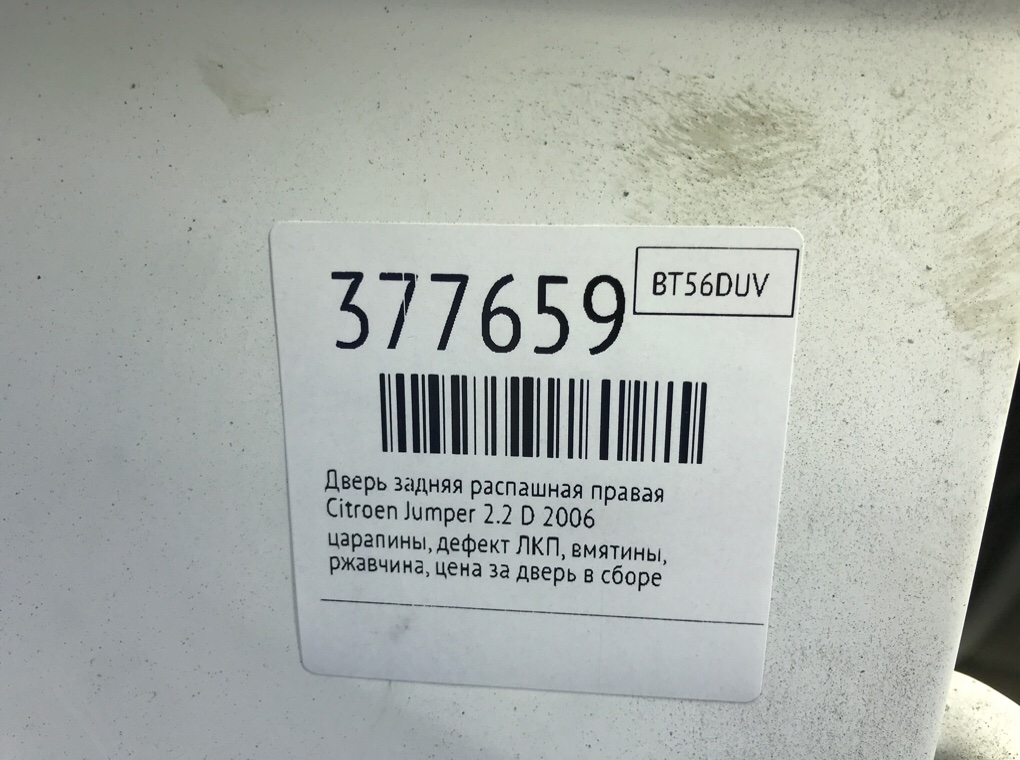 377659
BT56DUV
Дверь задняя распашная правая
Citroen Jumper 2.2 D 2006
царапины, дефект ЛКП, вмятины,
ржавчина, цена за дверь в сборе